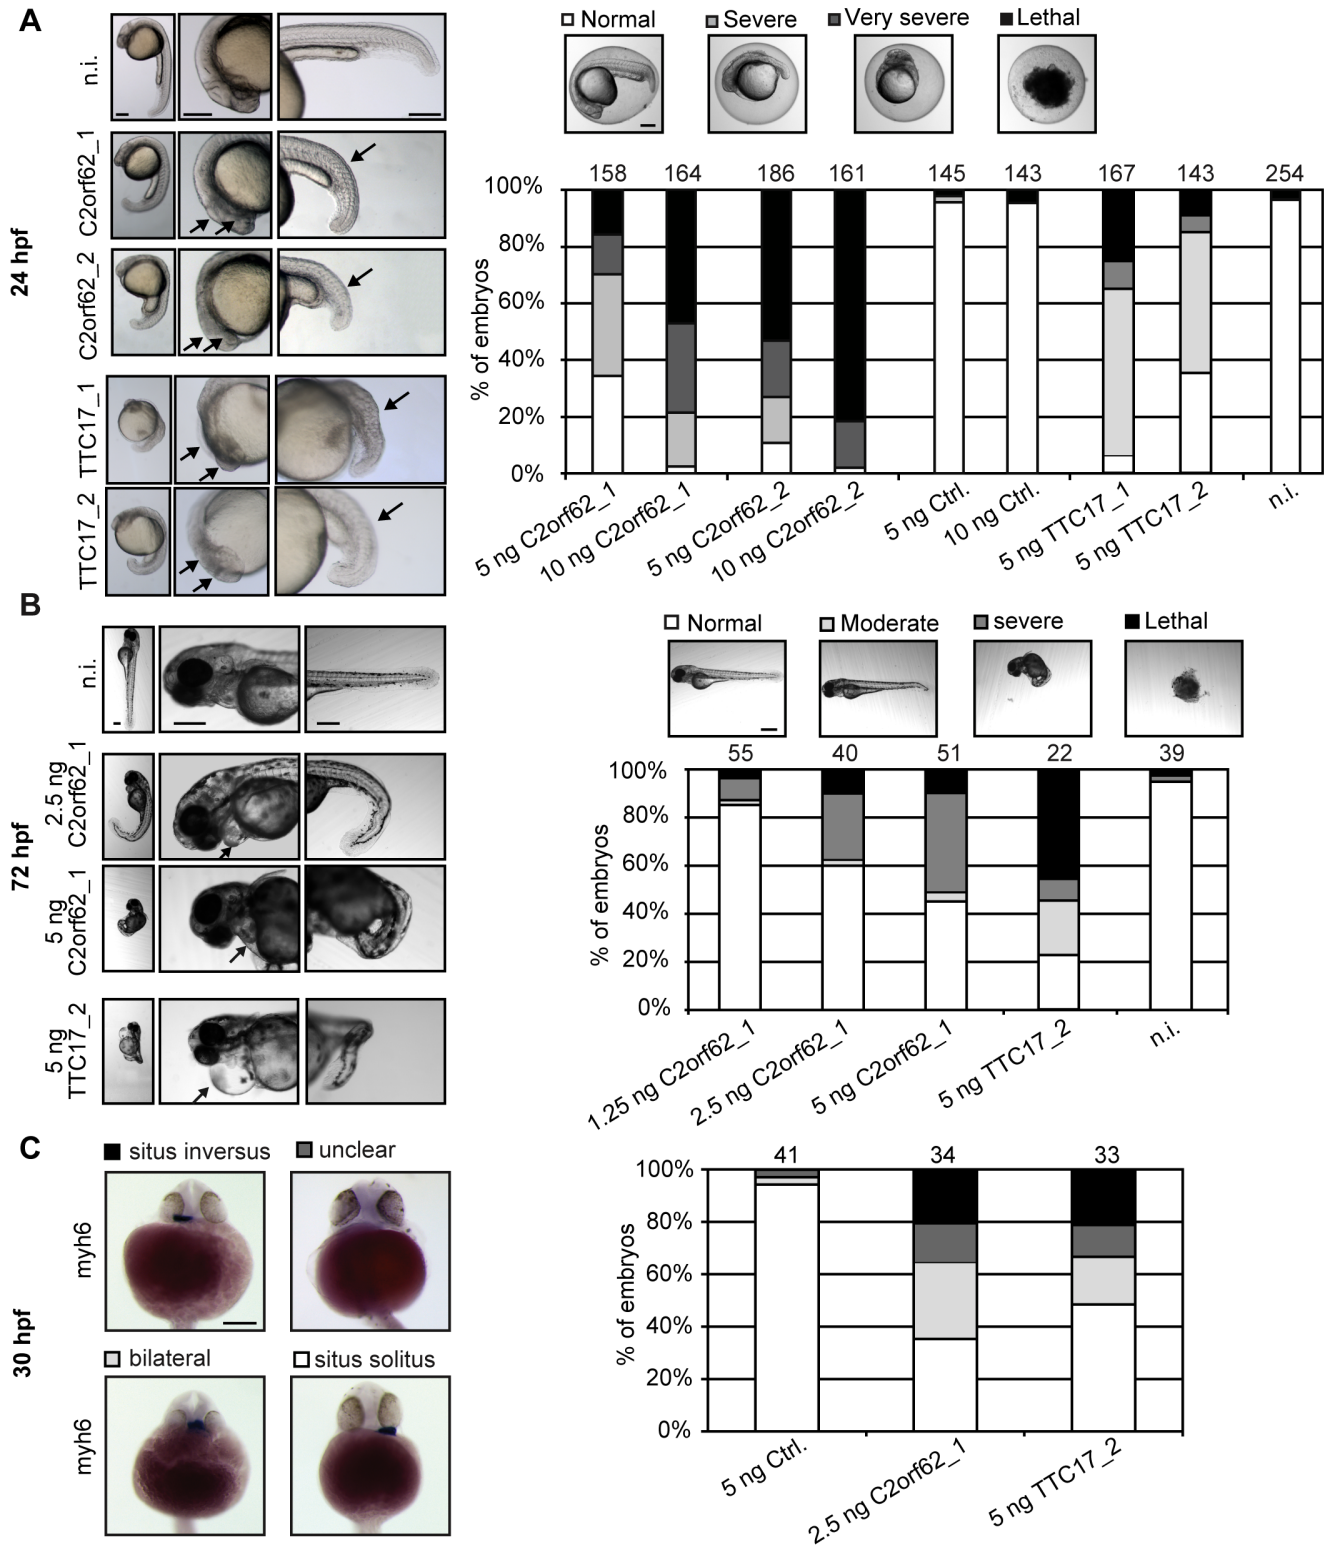 A
24 hpf
n.i.
C2orf62_1
C2orf62_2
TTC17_1
TTC17_2
Normal
Severe
Very severe
Lethal
158 164 186 161 145 143 167 143 254
100%
80%
60%
40%
20%
0%
% of embryos
5 ng C2orf62_1
10 ng C2orf62_1
5 ng C2orf62_2
10 ng C2orf62_2
5 ng Ctrl.
10 ng Ctrl.
5 ng TTC17_1
5 ng TTC17_2
n.i.
B
72 hpf
n.i.
2.5 ng
C2orf62_1
5 ng
C2orf62_1
5 ng
TTC17_2
Normal
Moderate
severe
Lethal
55 40 51 22 39
100%
80%
60%
40%
20%
0%
% of embryos
1.25 ng C2orf62_1
2.5 ng C2orf62_1
5 ng C2orf62_1
5 ng TTC17_2
n.i.
C
30 hpf
situs inversus
unclear
myh6
bilateral
situs solitus
myh6
41 34 33
100%
80%
60%
40%
20%
0%
% of embryos
5 ng Ctrl.
2.5 ng C2orf62_1
5 ng TTC17_2